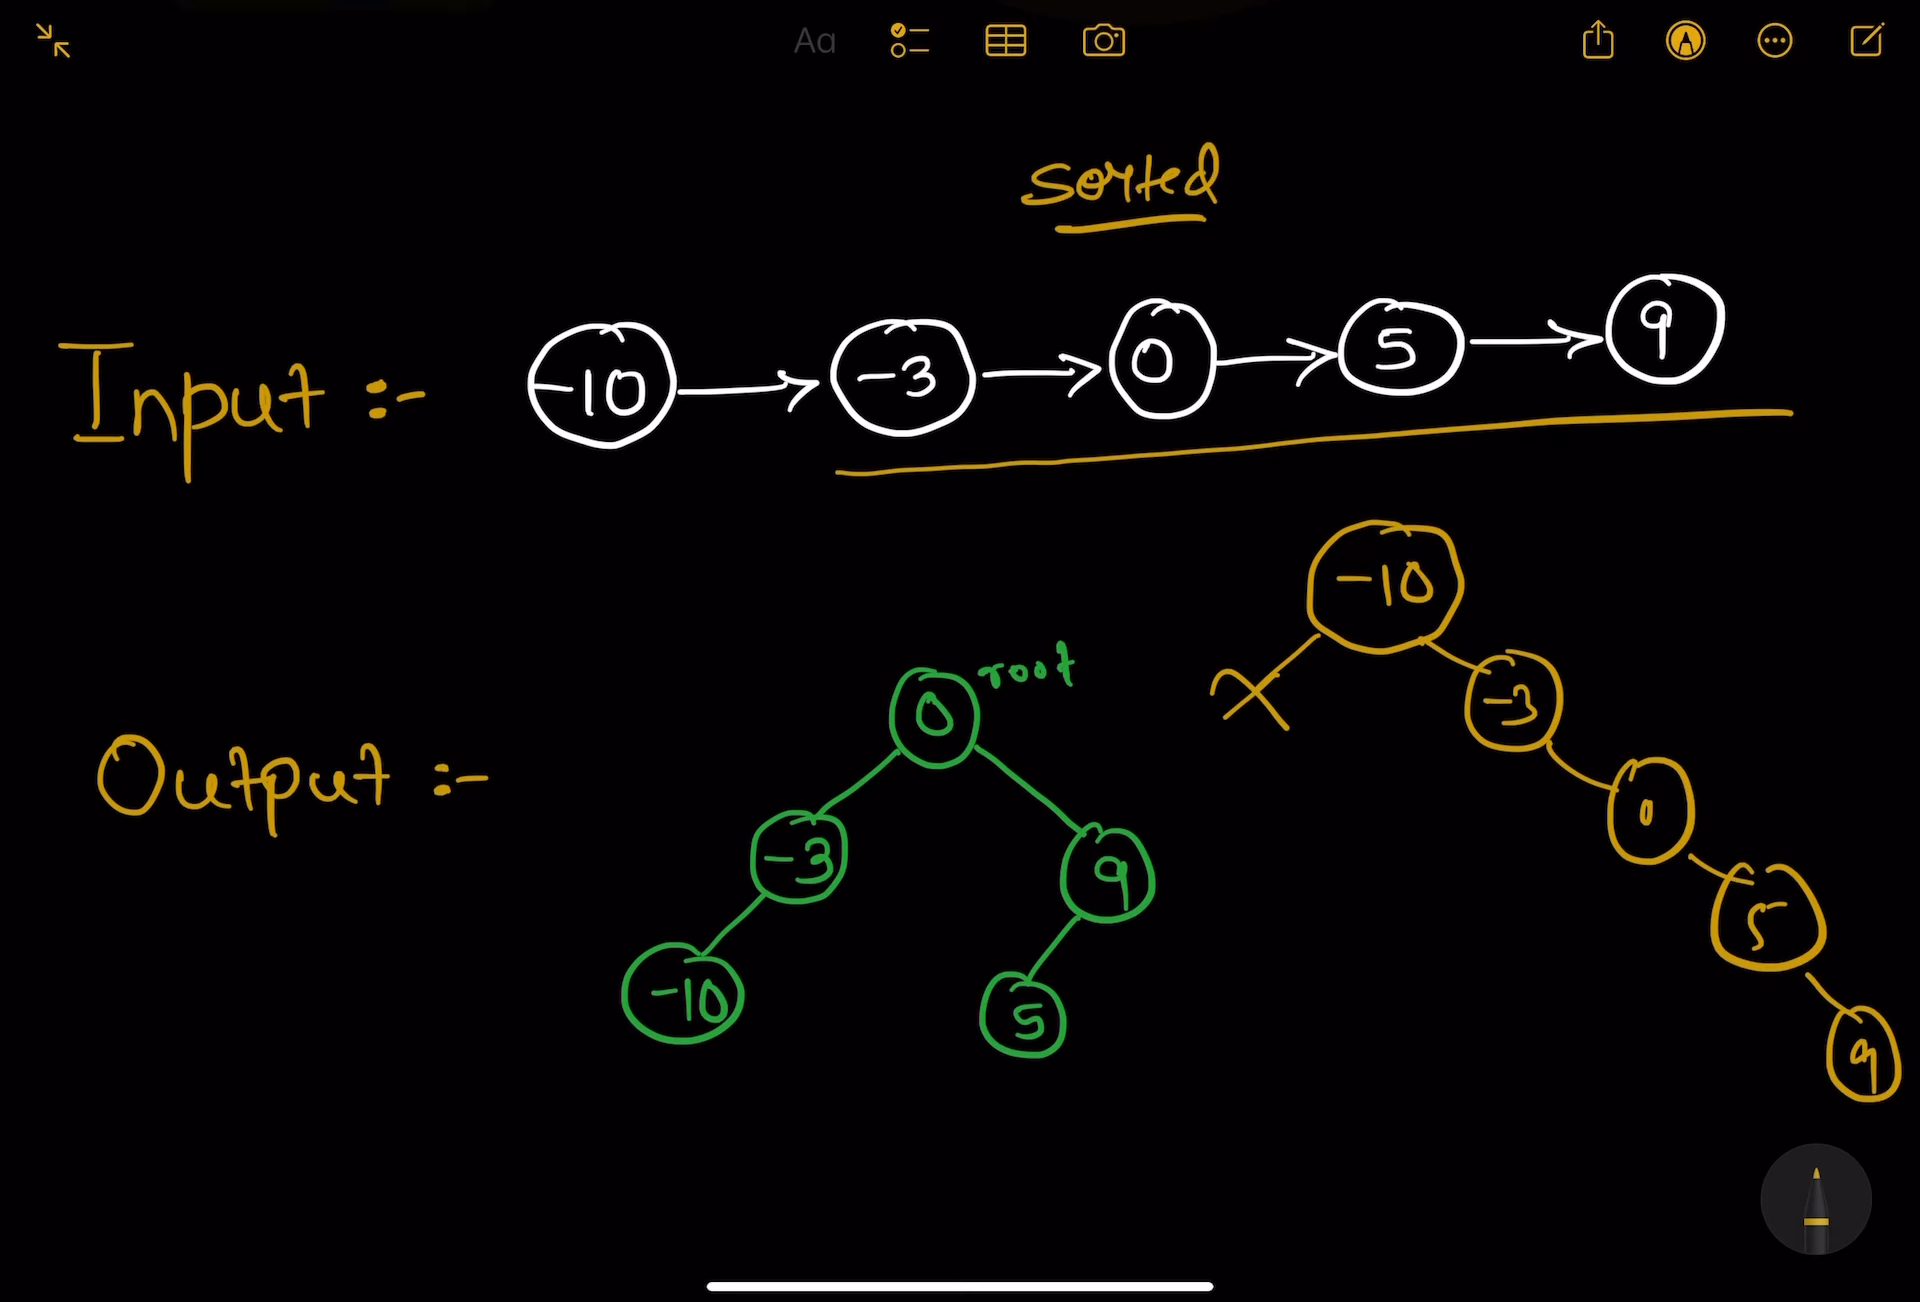 Aa
Sorted
Input :- -10 -3 0 5 9
-10
Output :- 0 root -3
-3 9 0
-10 5 5
9